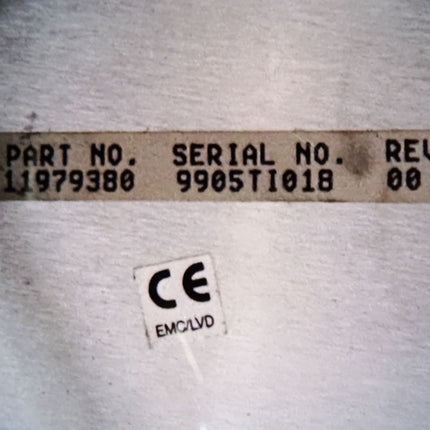 PART NO. SERIAL NO. REV
11979380 9905TI018 00
CE
EMC/LVD